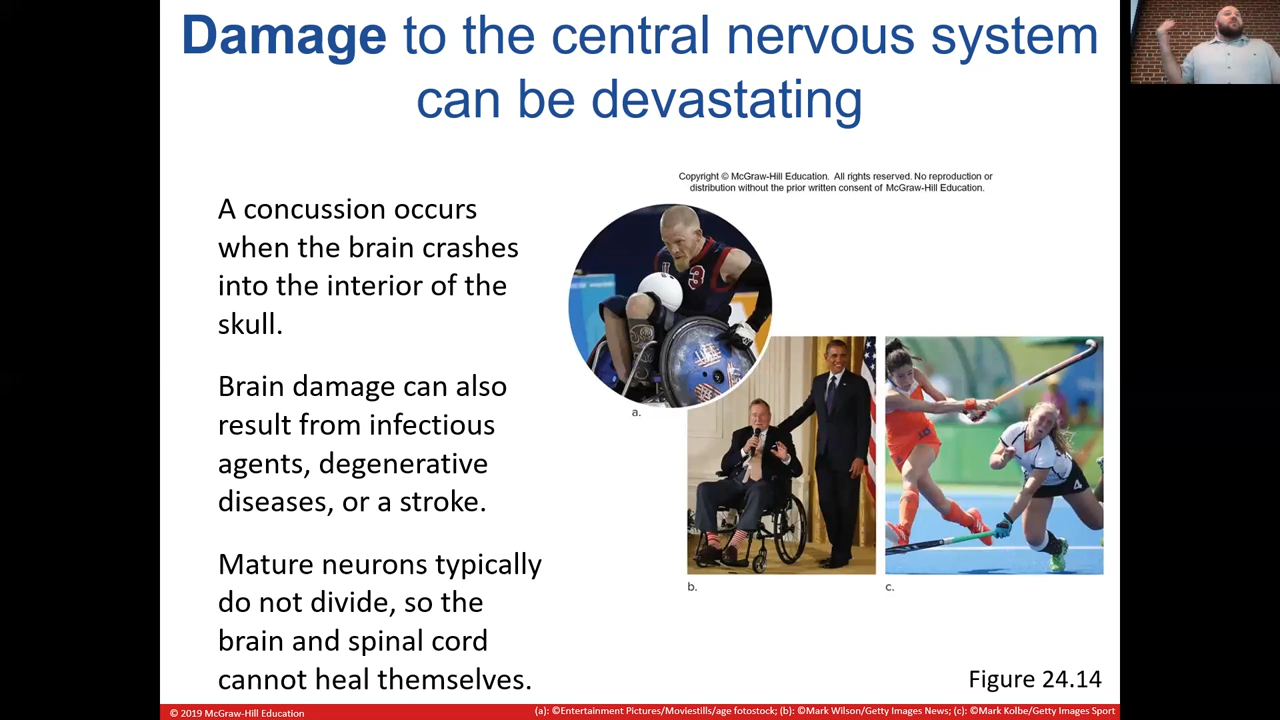 Damage to the central nervous system
can be devastating
Copyright © McGraw-Hill Education. All rights reserved. No reproduction or
distribution without the prior written consent of McGraw-Hill Education.
A concussion occurs
when the brain crashes
into the interior of the
skull.
Brain damage can also
result from infectious
agents, degenerative
diseases, or a stroke.
Mature neurons typically
do not divide, so the
brain and spinal cord
cannot heal themselves.
3
a.
b.
4
c.
Figure 24.14
© 2019 McGraw-Hill Education
(a): ©Entertainment Pictures/Moviestills/age fotostock; (b): ©Mark Wilson/Getty Images News; (c): ©Mark Kolbe/Getty Images Sport